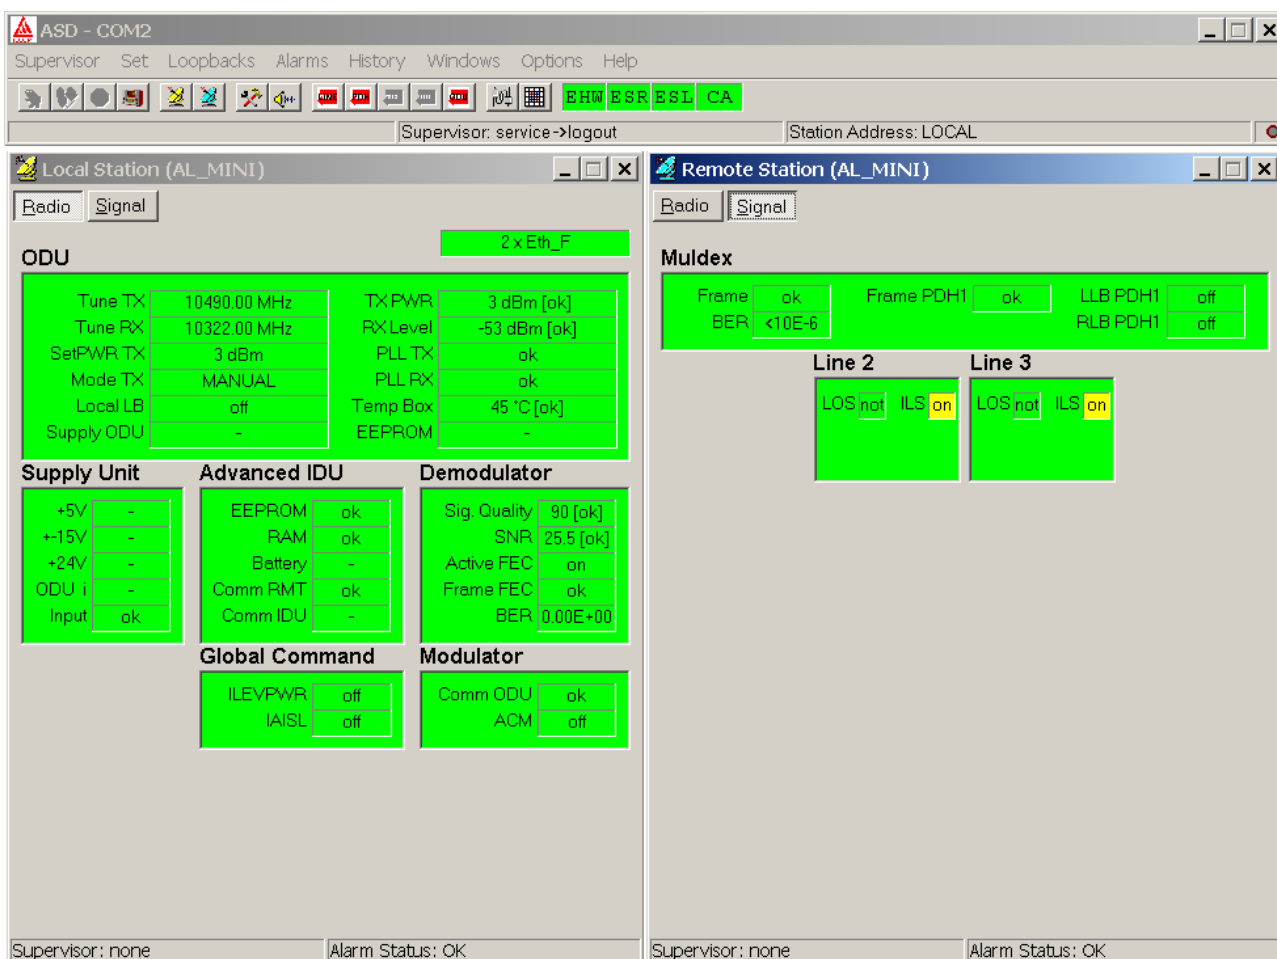 ASD - COM2
Supervisor Set Loopbacks Alarms History Windows Options Help
EHW ESR ESL CA
Supervisor: service->logout Station Address: LOCAL
Local Station (AL_MINI)
Radio Signal
2 x Eth_F
ODU
Tune TX 10490.00 MHz TX PWR 3 dBm [ok]
Tune RX 10322.00 MHz RX Level -53 dBm [ok]
SetPWR TX 3 dBm PLL TX ok
Mode TX MANUAL PLL RX ok
Local LB off Temp Box 45 °C [ok]
Supply ODU - EEPROM -
Supply Unit
+5V -
+-15V -
+24V -
ODU i -
Input ok
Advanced IDU
EEPROM ok
RAM ok
Battery -
Comm RMT ok
Comm IDU -
Demodulator
Sig. Quality 90 [ok]
SNR 25.5 [ok]
Active FEC on
Frame FEC ok
BER 0.00E+00
Global Command
ILEVPWR off
IAISL off
Modulator
Comm ODU ok
ACM off
Supervisor: none Alarm Status: OK
Remote Station (AL_MINI)
Radio Signal
Muldex
Frame ok Frame PDH1 ok LLB PDH1 off
BER <10E-6 RLB PDH1 off
Line 2
LOS not ILS on
Line 3
LOS not ILS on
Supervisor: none Alarm Status: OK